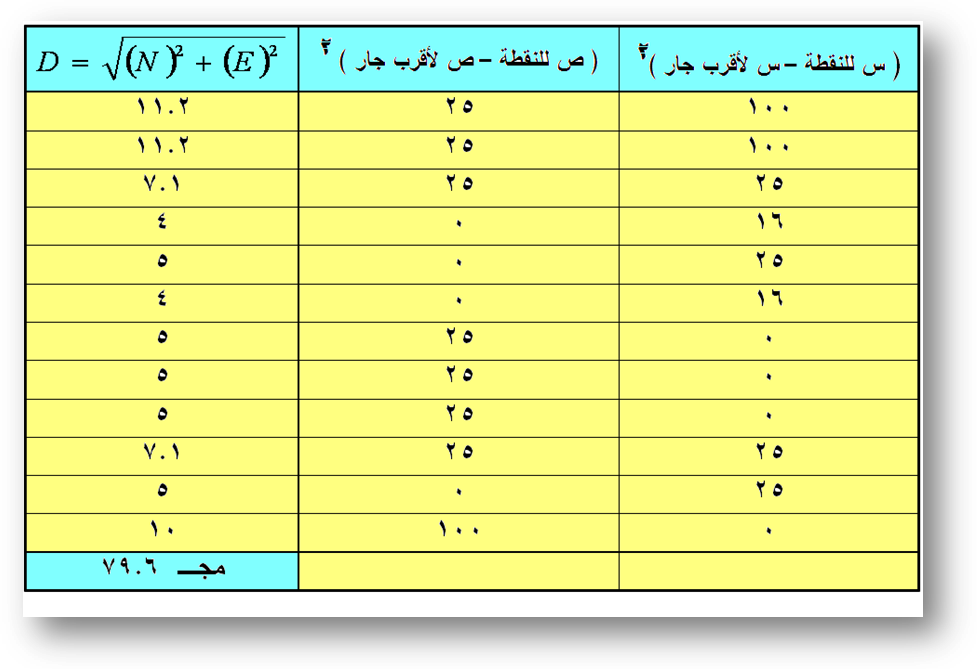 ( س للنقطة – س لأقرب جار )٢ ( ص للنقطة – ص لأقرب جار )٢ D = √(N)² + (E)²
١٠٠ ٢٥ ١١.٢
١٠٠ ٢٥ ١١.٢
٢٥ ٢٥ ٧.١
١٦ ٠ ٤
٢٥ ٠ ٥
١٦ ٠ ٤
٠ ٢٥ ٥
٠ ٢٥ ٥
٠ ٢٥ ٥
٢٥ ٢٥ ٧.١
٢٥ ٠ ٥
٠ ١٠٠ ١٠
مجـــ ٧٩.٦